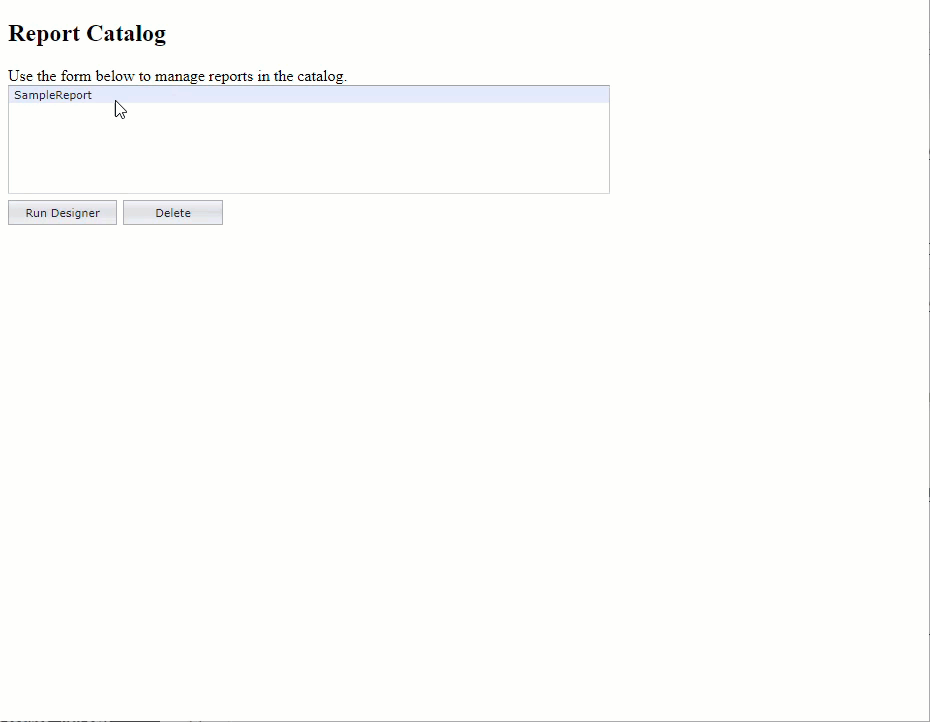 Report Catalog
Use the form below to manage reports in the catalog.
SampleReport
Run Designer Delete